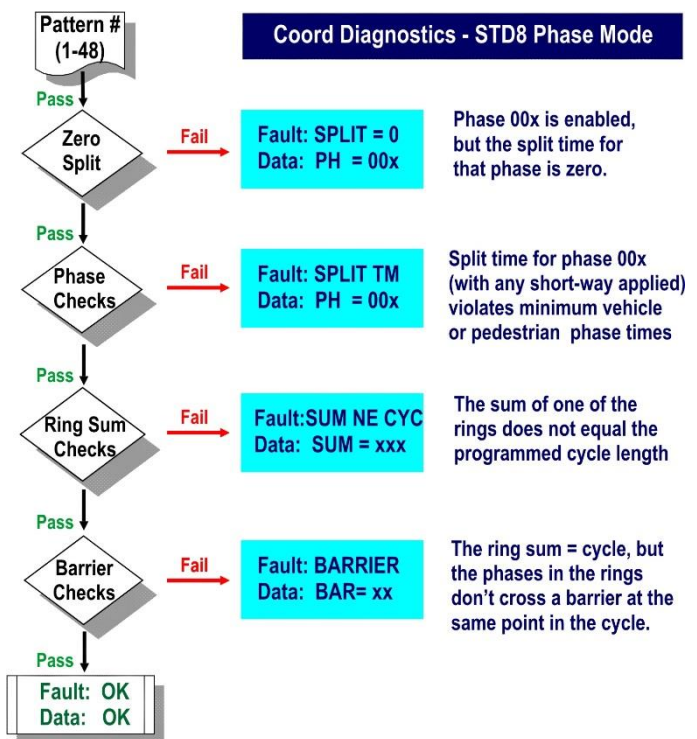 Pattern #
(1-48)
Coord Diagnostics - STD8 Phase Mode
Pass
Zero
Split
Fail
Fault: SPLIT = 0
Data: PH = 00x
Phase 00x is enabled,
but the split time for
that phase is zero.
Pass
Phase
Checks
Fail
Fault: SPLIT TM
Data: PH = 00x
Split time for phase 00x
(with any short-way applied)
violates minimum vehicle
or pedestrian phase times
Pass
Ring Sum
Checks
Fail
Fault:SUM NE CYC
Data: SUM = xxx
The sum of one of the
rings does not equal the
programmed cycle length
Pass
Barrier
Checks
Fail
Fault: BARRIER
Data: BAR= xx
The ring sum = cycle, but
the phases in the rings
don't cross a barrier at the
same point in the cycle.
Pass
Fault: OK
Data: OK